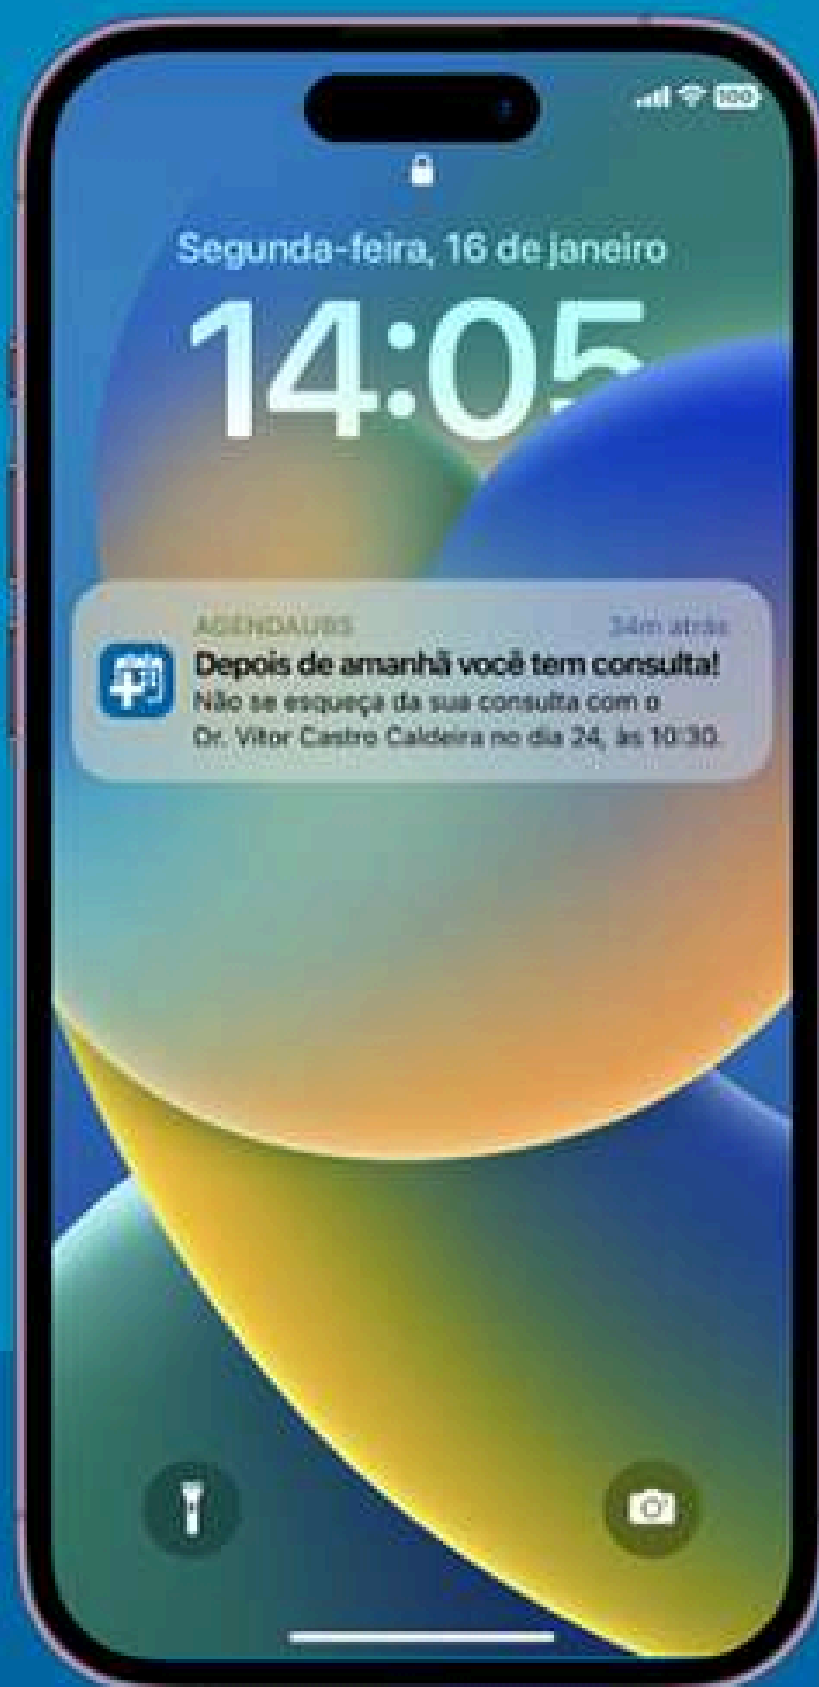 100
Segunda-feira, 16 de janeiro
14:05
AGENDAUBS 34m atrás
Depois de amanhã você tem consulta!
Não se esqueça da sua consulta com o
Dr. Vitor Castro Caldeira no dia 24, às 10:30.